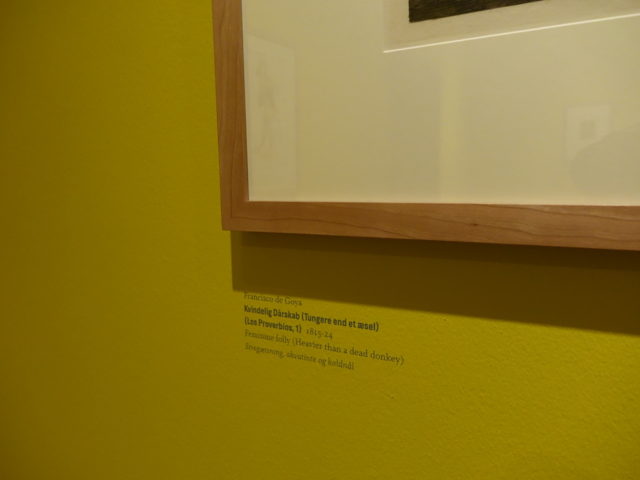 Francisco de Goya
Kvindelig Dårskab (Tungere end et æsel)
(Los Proverbios, 1) 1815-24
Feminine folly (Heavier than a dead donkey)
Stregætsning, akvatinte og koldnål